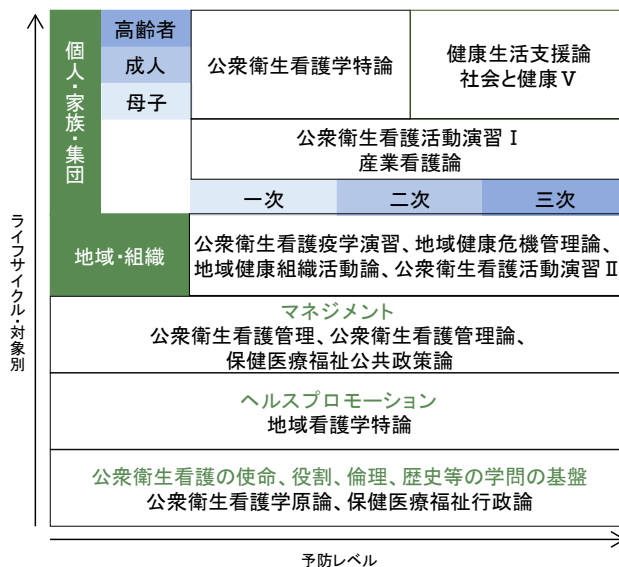 ライフサイクル・対象別
個人・家族・集団
高齢者
成人
母子
公衆衛生看護学特論
健康生活支援論
社会と健康Ⅴ
公衆衛生看護活動演習Ⅰ
産業看護論
一次
二次
三次
地域・組織
公衆衛生看護疫学演習、地域健康危機管理論、
地域健康組織活動論、公衆衛生看護活動演習Ⅱ
マネジメント
公衆衛生看護管理、公衆衛生看護管理論、
保健医療福祉公共政策論
ヘルスプロモーション
地域看護学特論
公衆衛生看護の使命、役割、倫理、歴史等の学問の基盤
公衆衛生看護学原論、保健医療福祉行政論
予防レベル